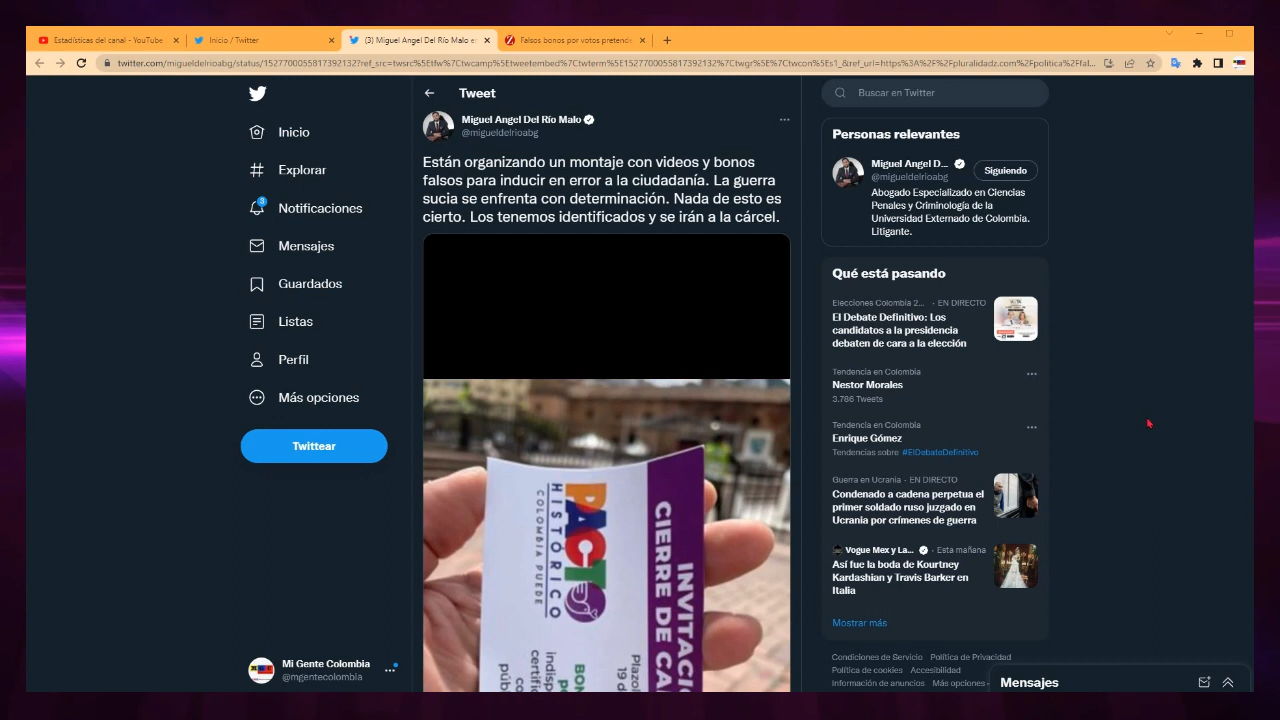 Estadísticas del canal - YouTube
Inicio / Twitter
(3) Miguel Angel Del Río Malo e
Falsos bonos por votos pretende
twitter.com/migueldelrioabg/status/1527700055817392132?ref_src=twsrc%5Etfw%7Ctwcamp%5Etweetembed%7Ctwterm%5E1527700055817392132%7Ctwgr%5E%7Ctwcon%5Es1_&ref_url=https%3A%2F%2Fpluralidadz.com%2Fpolitica%2Ffal...
Inicio
Explorar
3
Notificaciones
Mensajes
Guardados
Listas
Perfil
Más opciones
Twittear
Mi Gente Colombia
@mgentecolombia
Tweet
Miguel Angel Del Río Malo
@migueldelrioabg
Están organizando un montaje con videos y bonos
falsos para inducir en error a la ciudadanía. La guerra
sucia se enfrenta con determinación. Nada de esto es
cierto. Los tenemos identificados y se irán a la cárcel.
PACTO
HISTÓRICO
COLOMBIA PUEDE
Buscar en Twitter
Personas relevantes
Miguel Angel D...
@migueldelrioabg
Siguiendo
Abogado Especializado en Ciencias
Penales y Criminología de la
Universidad Externado de Colombia.
Litigante.
Qué está pasando
Elecciones Colombia 2... · EN DIRECTO
El Debate Definitivo: Los
candidatos a la presidencia
debaten de cara a la elección
Tendencia en Colombia
Nestor Morales
3.786 Tweets
Tendencia en Colombia
Enrique Gómez
Tendencias sobre #ElDebateDefinitivo
Guerra en Ucrania · EN DIRECTO
Condenado a cadena perpetua el
primer soldado ruso juzgado en
Ucrania por crímenes de guerra
Vogue Mex y La... · Esta mañana
Así fue la boda de Kourtney
Kardashian y Travis Barker en
Italia
Mostrar más
Condiciones de Servicio Política de Privacidad
Política de cookies Accesibilidad
Información de anuncios Más opciones
Mensajes